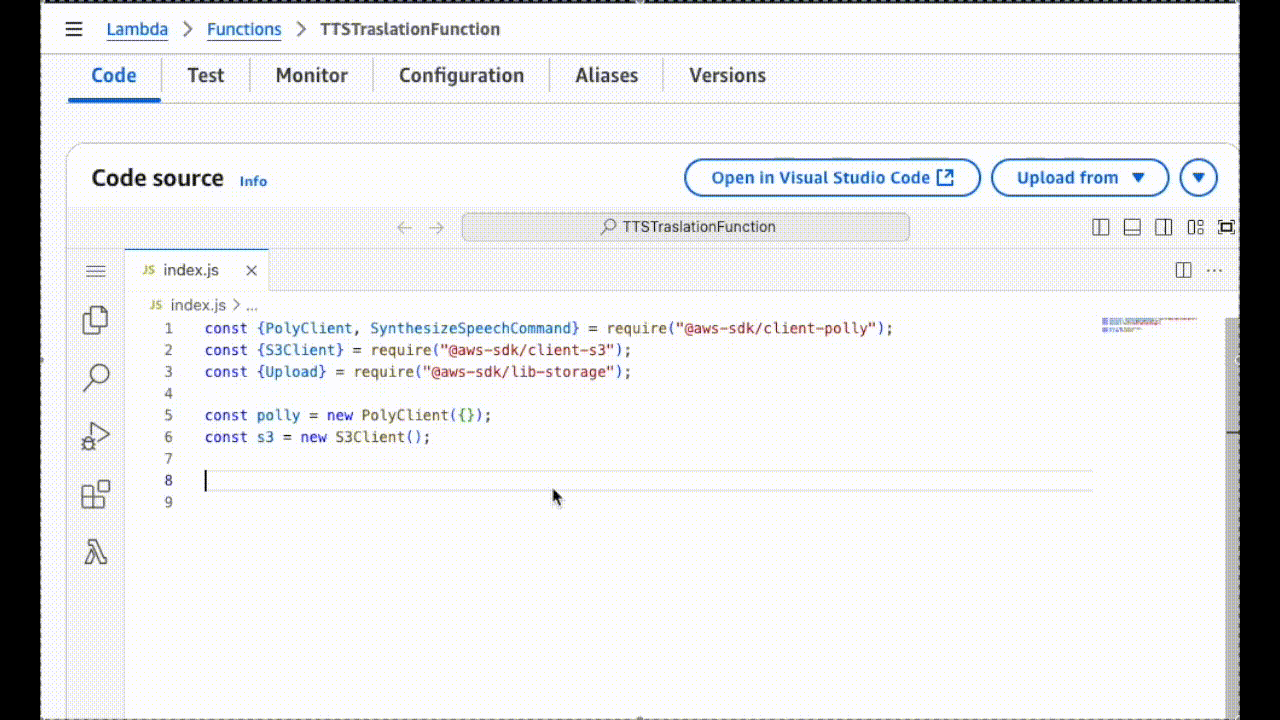 Lambda > Functions > TTSTraslationFunction
Code Test Monitor Configuration Aliases Versions
Code source Info Open in Visual Studio Code Upload from
TTSTraslationFunction
JS index.js
JS index.js > ...
1 const {PolyClient, SynthesizeSpeechCommand} = require("@aws-sdk/client-polly");
2 const {S3Client} = require("@aws-sdk/client-s3");
3 const {Upload} = require("@aws-sdk/lib-storage");
4
5 const polly = new PolyClient({});
6 const s3 = new S3Client();
7
8
9